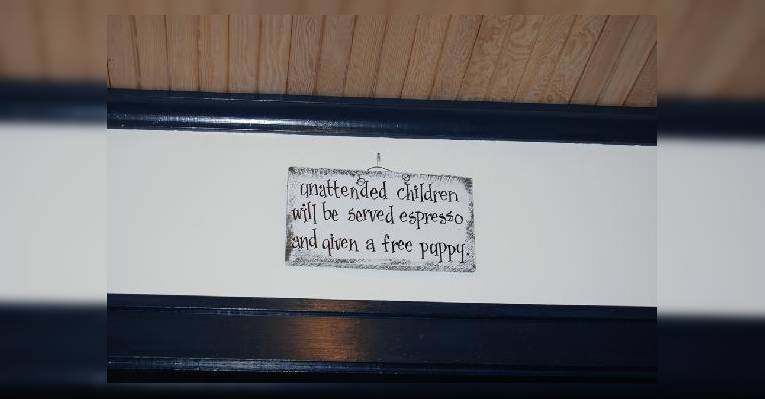 unattended children
will be served espresso
and given a free puppy.